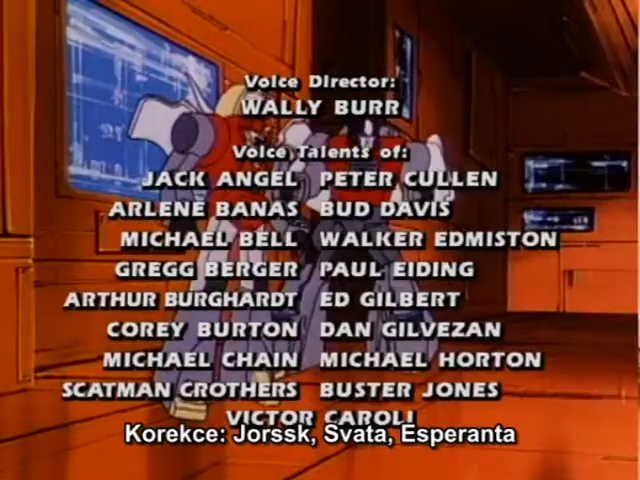 Voice Director:
WALLY BURR
Voice Talents of:
JACK ANGEL PETER CULLEN
ARLENE BANAS BUD DAVIS
MICHAEL BELL WALKER EDMISTON
GREGG BERGER PAUL EIDING
ARTHUR BURGHARDT ED GILBERT
COREY BURTON DAN GILVEZAN
MICHAEL CHAIN MICHAEL HORTON
SCATMAN CROTHERS BUSTER JONES
VICTOR CAROLI
Korekce: Jorssk, Svata, Esperanta